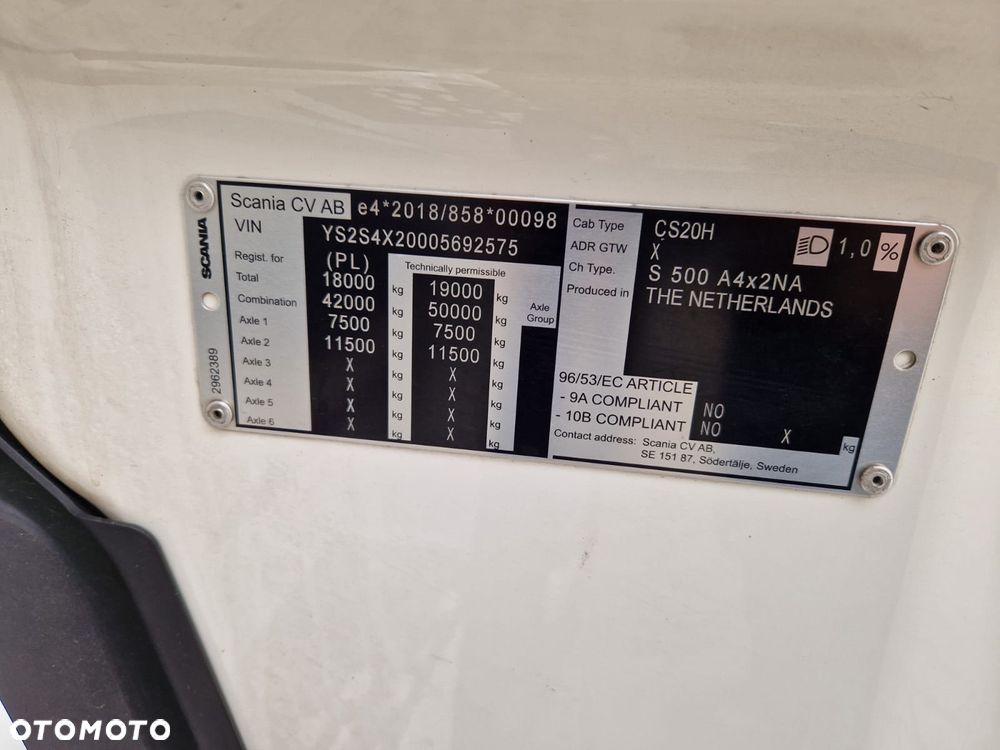 Scania CV AB e4*2018/858*00098
VIN YS2S4X20005692575
Regist. for (PL) Technically permissible
Total 18000 kg 19000 kg
Combination 42000 kg 50000 kg Axle Group
Axle 1 7500 kg 7500 kg
Axle 2 11500 kg 11500 kg
Axle 3 X kg X kg
Axle 4 X kg X kg
Axle 5 X kg X kg
Axle 6 X kg X kg
Cab Type CS20H 1,0 %
ADR GTW X
Ch Type. S 500 A4x2NA
Produced in THE NETHERLANDS
96/53/EC ARTICLE
- 9A COMPLIANT NO
- 10B COMPLIANT NO X kg
Contact address: Scania CV AB,
SE 151 87, Södertälje, Sweden
SCANIA
2962389
OTOMOTO